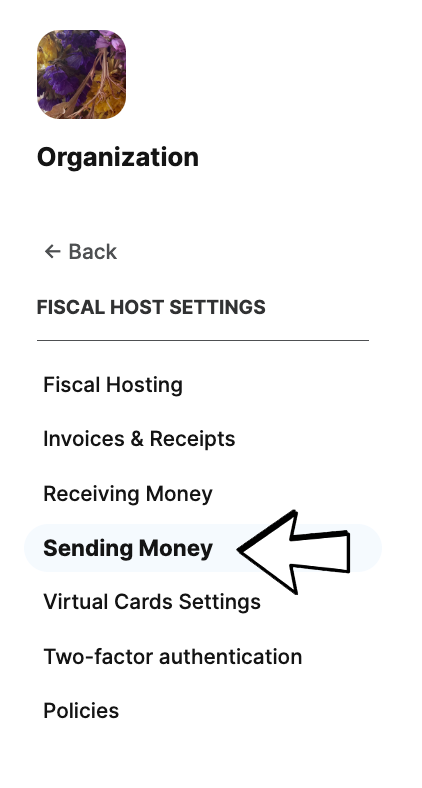 Organization
← Back
FISCAL HOST SETTINGS
Fiscal Hosting
Invoices & Receipts
Receiving Money
Sending Money
Virtual Cards Settings
Two-factor authentication
Policies